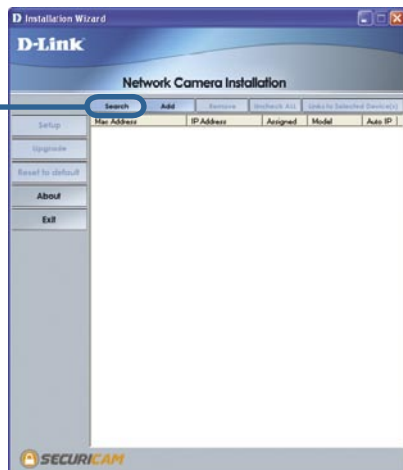 D Installation Wizard
D-Link
Network Camera Installation
Search Add Remove Uncheck ALL Links to Selected Device(s)
Mac Address IP Address Assigned Model Auto IP
Setup
Upgrade
Reset to default
About
Exit
SECURICAM